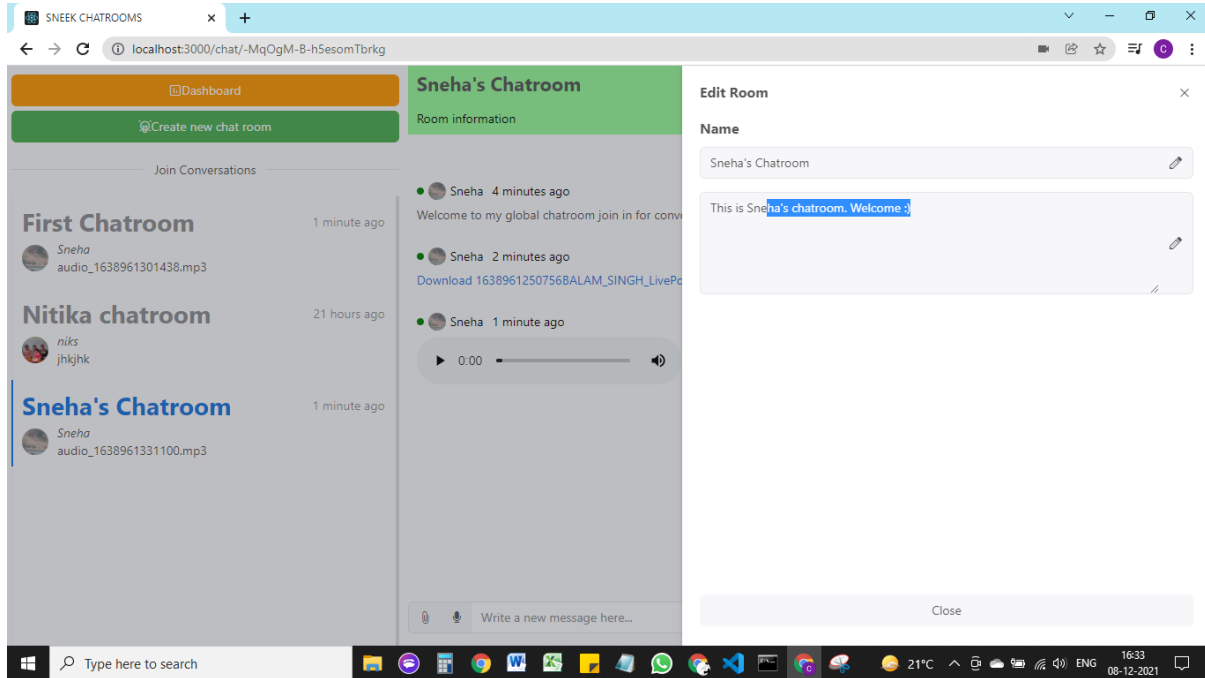 SNEEK CHATROOMS
localhost:3000/chat/-MqOgM-B-h5esomTbrkg
C
Dashboard
Create new chat room
Join Conversations
First Chatroom
1 minute ago
Sneha
audio_1638961301438.mp3
Nitika chatroom
21 hours ago
niks
jhkjhk
Sneha's Chatroom
1 minute ago
Sneha
audio_1638961331100.mp3
Sneha's Chatroom
Room information
Sneha 4 minutes ago
Welcome to my global chatroom join in for conv
Sneha 2 minutes ago
Download 1638961250756BALAM_SINGH_LivePo
Sneha 1 minute ago
0:00
Write a new message here...
Edit Room
Name
Sneha's Chatroom
This is Sneha's chatroom. Welcome :)
Close
Type here to search
21°C
ENG
16:33
08-12-2021